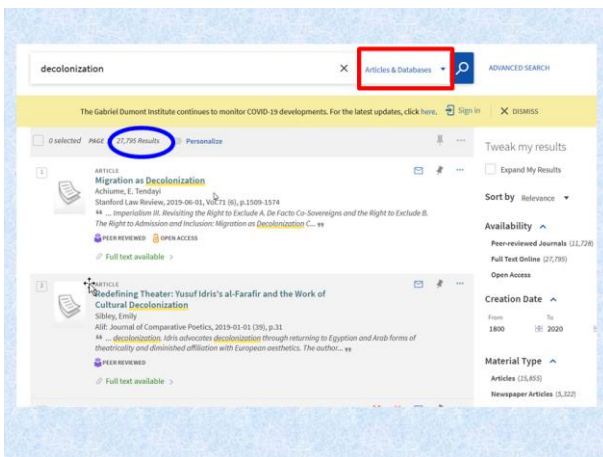 decolonization
Articles & Databases
ADVANCED SEARCH
The Gabriel Dumont Institute continues to monitor COVID-19 developments. For the latest updates, click here. Sign in DISMISS
0 selected PAGE 27,795 Results Personalize
1
ARTICLE
Migration as Decolonization
Achiume, E. Tendayi
Stanford Law Review, 2019-06-01, Vol.71 (6), p.1509-1574
... Imperialism III. Revisiting the Right to Exclude A. De Facto Co-Sovereigns and the Right to Exclude B.
The Right to Admission and Inclusion: Migration as Decolonization C...
PEER REVIEWED OPEN ACCESS
Full text available
2
ARTICLE
Redefining Theater: Yusuf Idris's al-Farafir and the Work of
Cultural Decolonization
Sibley, Emily
Alif: Journal of Comparative Poetics, 2019-01-01 (39), p.31
... decolonization. Idris advocates decolonization through returning to Egyptian and Arab forms of
theatricality and diminished affiliation with European aesthetics. The author...
PEER REVIEWED
Full text available
Tweak my results
Expand My Results
Sort by Relevance
Availability
Peer-reviewed Journals (11,728)
Full Text Online (27,795)
Open Access
Creation Date
From To
1800 2020
Material Type
Articles (15,855)
Newspaper Articles (5,322)